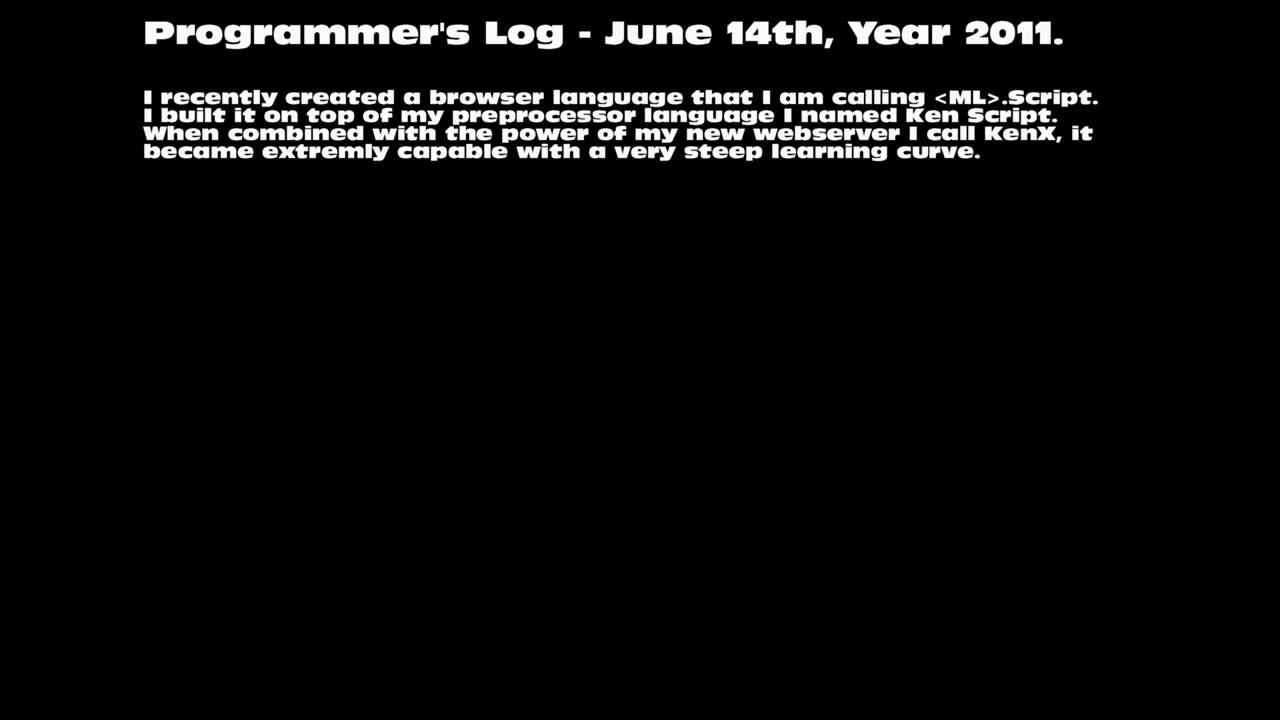 Programmer's Log - June 14th, Year 2011.
I recently created a browser language that I am calling <ML>.Script.
I built it on top of my preprocessor language I named Ken Script.
When combined with the power of my new webserver I call KenX, it
became extremly capable with a very steep learning curve.